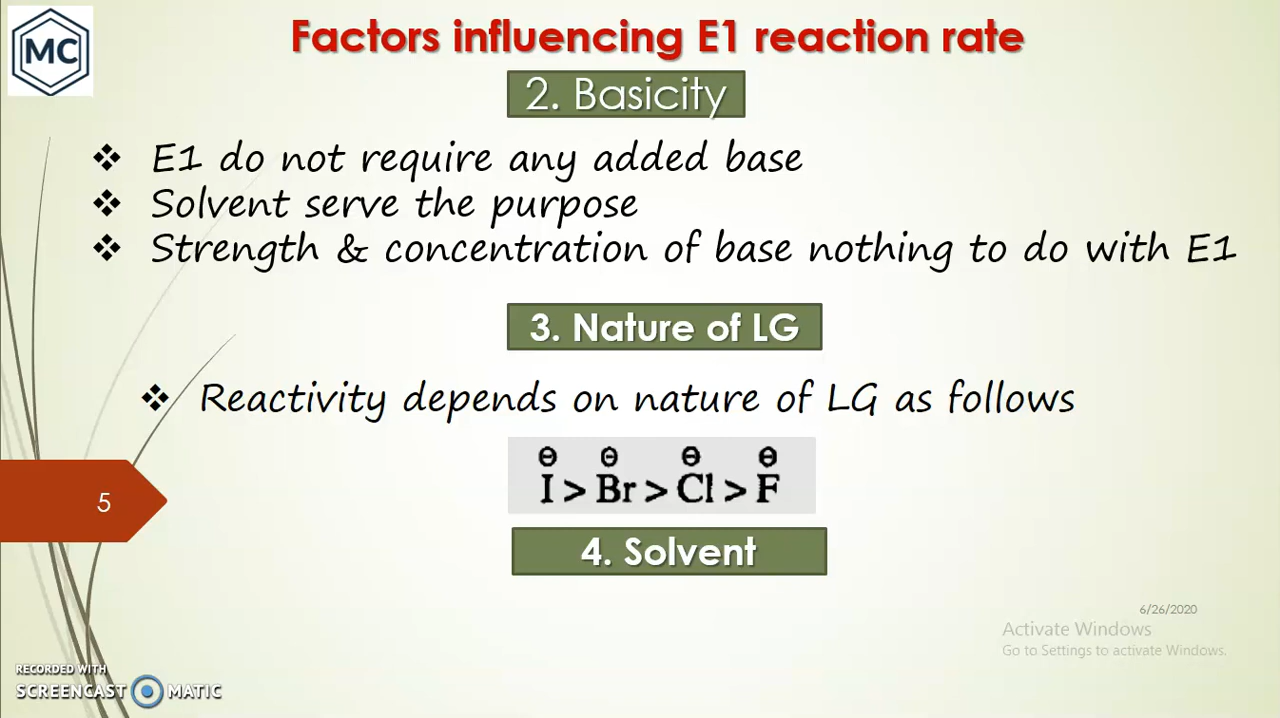 MC
Factors influencing E1 reaction rate
2. Basicity
❖ E1 do not require any added base
❖ Solvent serve the purpose
❖ Strength & concentration of base nothing to do with E1
3. Nature of LG
❖ Reactivity depends on nature of LG as follows
⊖ ⊖ ⊖ ⊖
I > Br > Cl > F
5
4. Solvent
6/26/2020
Activate Windows
Go to Settings to activate Windows.
RECORDED WITH
SCREENCAST MATIC